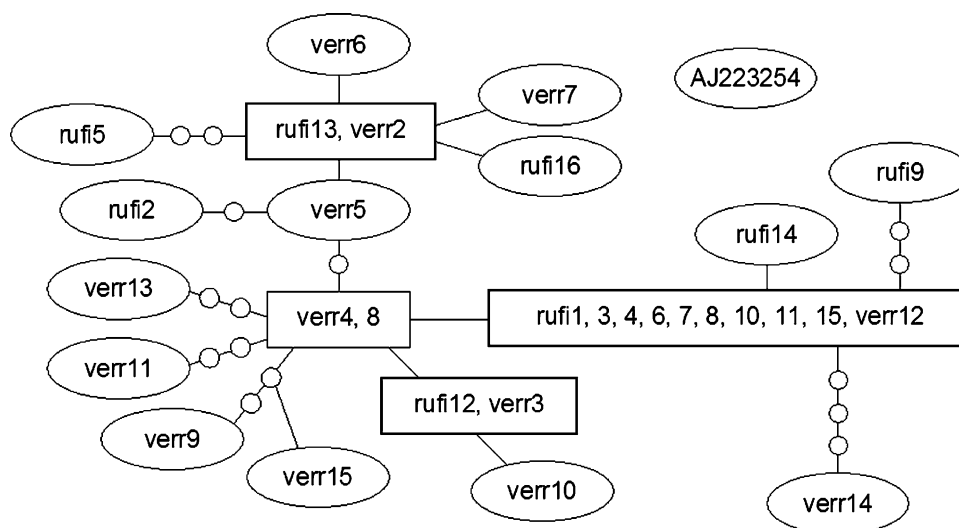 verr6
AJ223254
verr7
rufi5
rufi13, verr2
rufi16
rufi9
rufi2
verr5
rufi14
verr13
verr4, 8
rufi1, 3, 4, 6, 7, 8, 10, 11, 15, verr12
verr11
rufi12, verr3
verr9
verr15
verr10
verr14